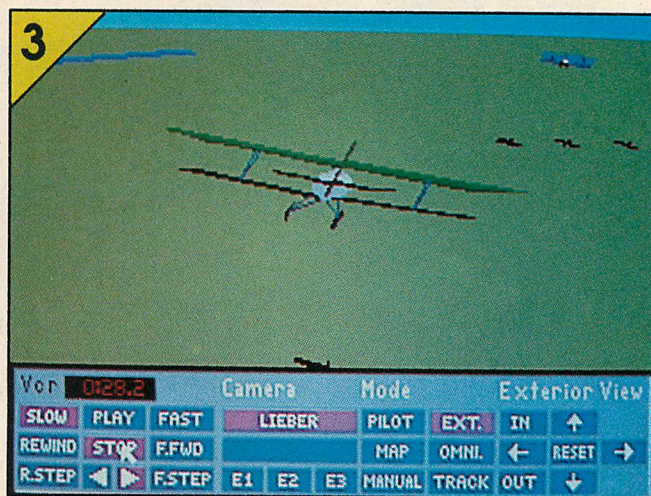 3
Vcr 0:28.2 Camera Mode Exterior View
SLOW PLAY FAST LIEBER PILOT EXT. IN
REWIND STOP F.FWD MAP OMNI. RESET
R.STEP F.STEP E1 E2 E3 MANUAL TRACK OUT